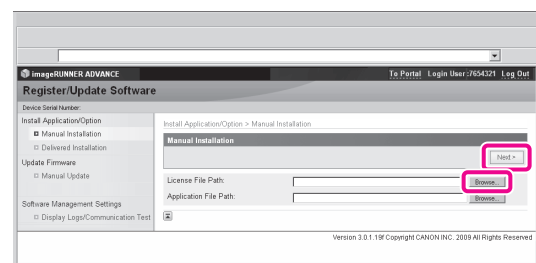 imageRUNNER ADVANCE To Portal Login User:7654321 Log Out
Register/Update Software
Device Serial Number:
Install Application/Option
Manual Installation
Delivered Installation
Update Firmware
Manual Update
Software Management Settings
Display Logs/Communication Test
Install Application/Option > Manual Installation
Manual Installation
Next >
License File Path: Browse...
Application File Path: Browse...
Version 3.0.1.19f Copyright CANON INC. 2009 All Rights Reserved